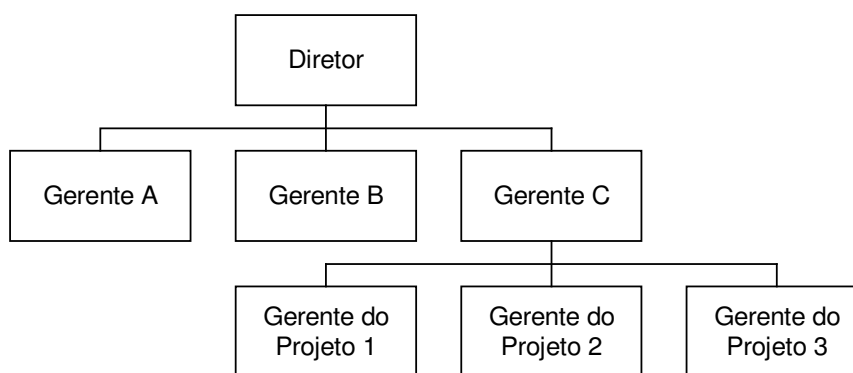 Diretor
Gerente A
Gerente B
Gerente C
Gerente do
Projeto 1
Gerente do
Projeto 2
Gerente do
Projeto 3